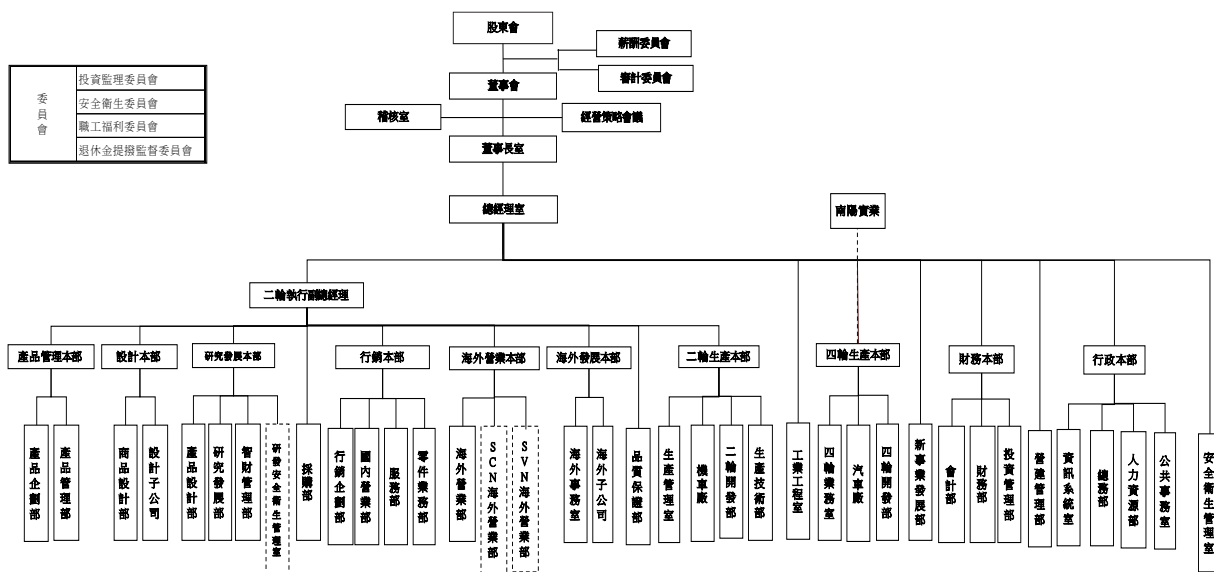 股東會
薪酬委員會
審計委員會
董事會
委員會
投資監理委員會
安全衛生委員會
職工福利委員會
退休金提撥監督委員會
稽核室
經營策略會議
董事長室
總經理室
南陽實業
二輪執行副總經理
產品管理本部
設計本部
研究發展本部
行銷本部
海外營業本部
海外發展本部
二輪生產本部
四輪生產本部
財務本部
行政本部
產品企劃部
產品管理部
商品設計部
設計子公司
產品設計部
研究發展部
智財管理部
研發安全衛生管理室
採購部
行銷企劃部
國內營業部
服務部
零件業務部
海外營業部
SCN海外營業部
SVN海外營業部
海外事務室
海外子公司
品質保證部
生產管理室
機車廠
二輪開發部
生產技術部
工業工程室
四輪業務室
汽車廠
四輪開發部
新事業發展部
會計部
財務部
投資管理部
營建管理部
資訊系統室
總務部
人力資源部
公共事務室
安全衛生管理室